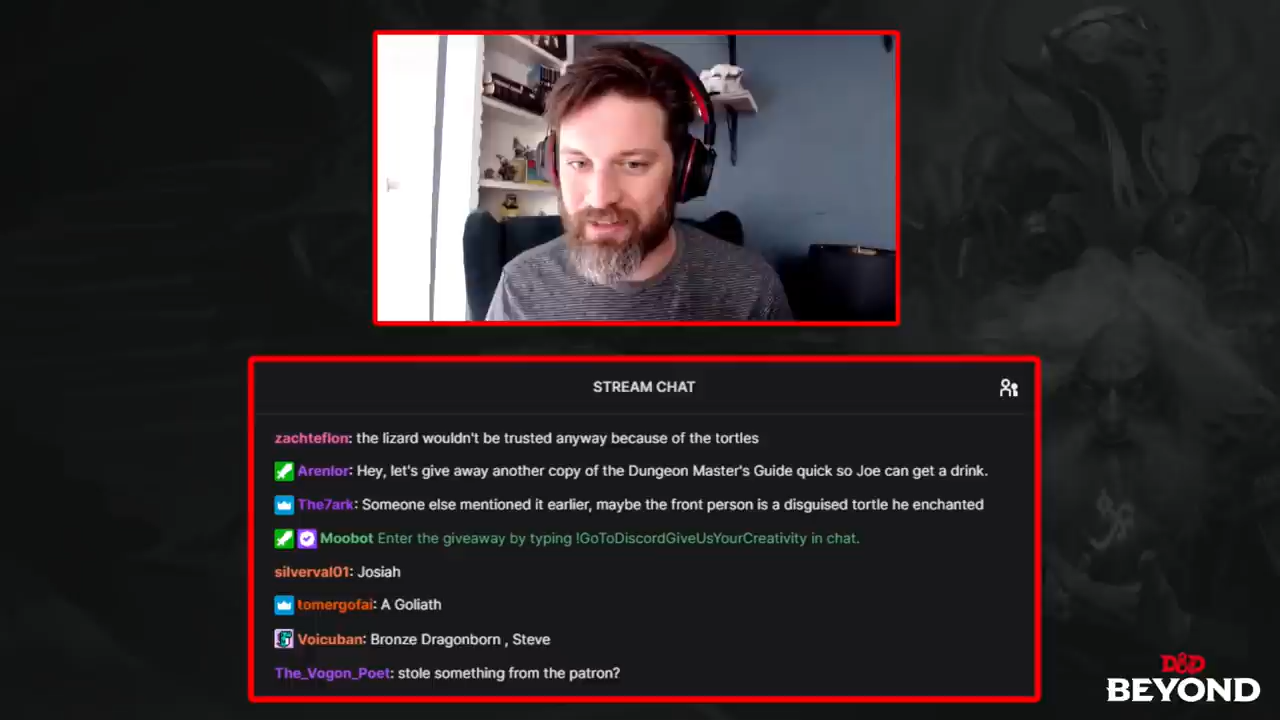 STREAM CHAT
zachteflon: the lizard wouldn't be trusted anyway because of the tortles
Arenlor: Hey, let's give away another copy of the Dungeon Master's Guide quick so Joe can get a drink.
The7ark: Someone else mentioned it earlier, maybe the front person is a disguised tortle he enchanted
Moobot Enter the giveaway by typing !GoToDiscordGiveUsYourCreativity in chat.
silverval01: Josiah
tomergofai: A Goliath
Voicuban: Bronze Dragonborn , Steve
The_Vogon_Poet: stole something from the patron?
D&D
BEYOND